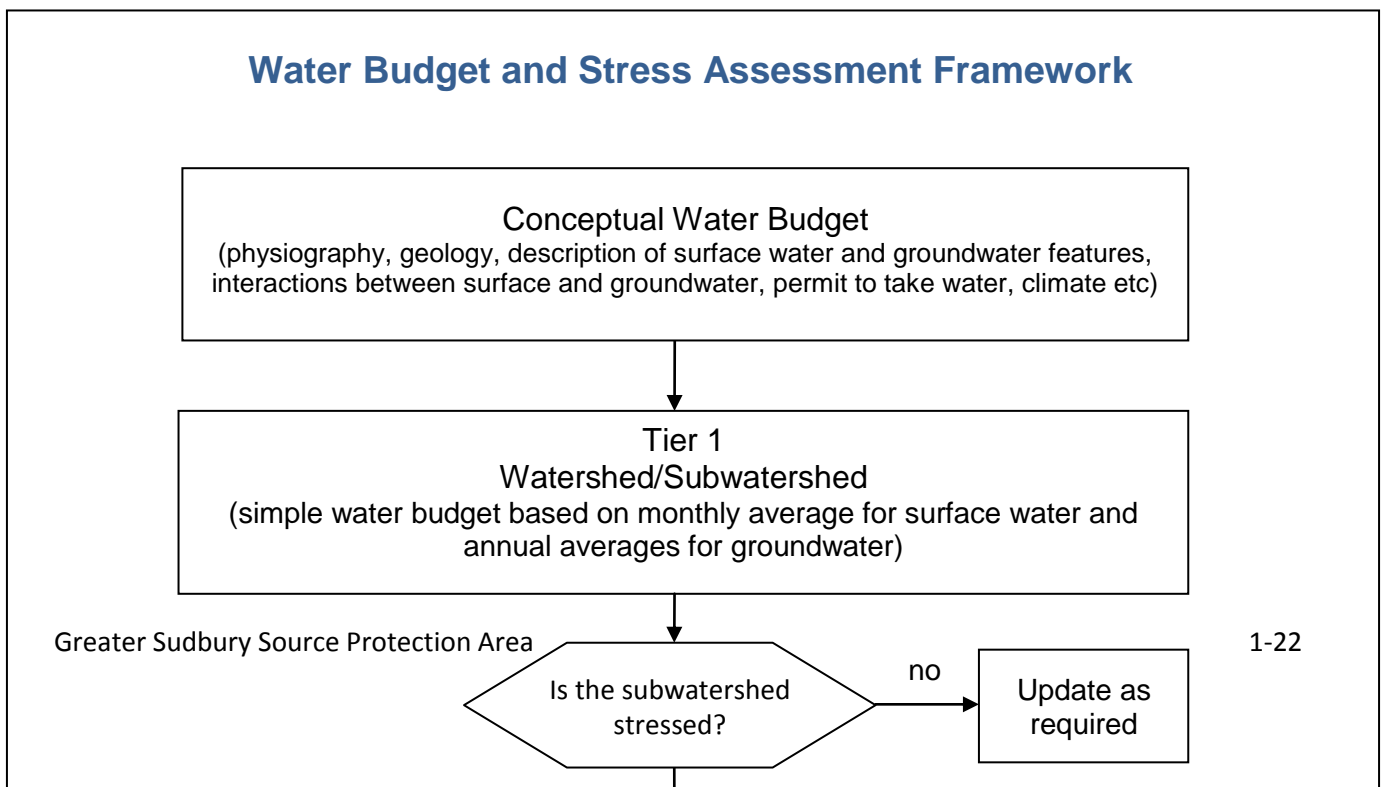 Water Budget and Stress Assessment Framework
Conceptual Water Budget
(physiography, geology, description of surface water and groundwater features,
interactions between surface and groundwater, permit to take water, climate etc)
Tier 1
Watershed/Subwatershed
(simple water budget based on monthly average for surface water and
annual averages for groundwater)
Greater Sudbury Source Protection Area
1-22
Is the subwatershed
stressed?
no
Update as
required